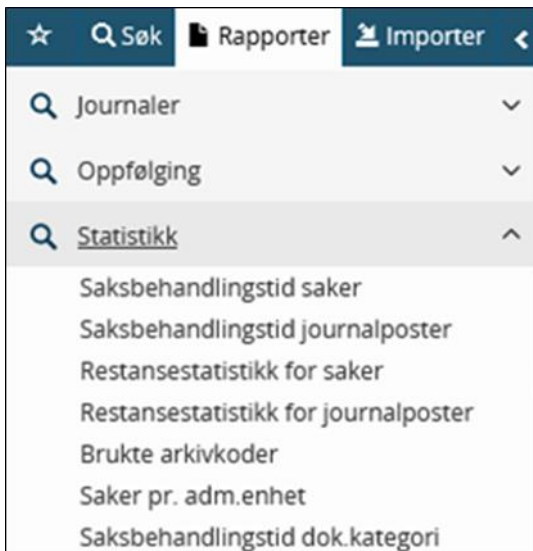 Søk Rapporter Importer
Journaler
Oppfølging
Statistikk
Saksbehandlingstid saker
Saksbehandlingstid journalposter
Restansestatistikk for saker
Restansestatistikk for journalposter
Brukte arkivkoder
Saker pr. adm.enhet
Saksbehandlingstid dok.kategori